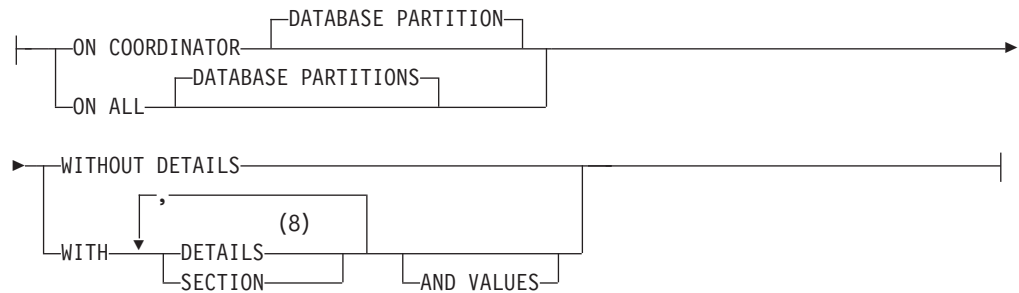 DATABASE PARTITION
ON COORDINATOR
DATABASE PARTITIONS
ON ALL
WITHOUT DETAILS
,
(8)
WITH DETAILS
SECTION AND VALUES